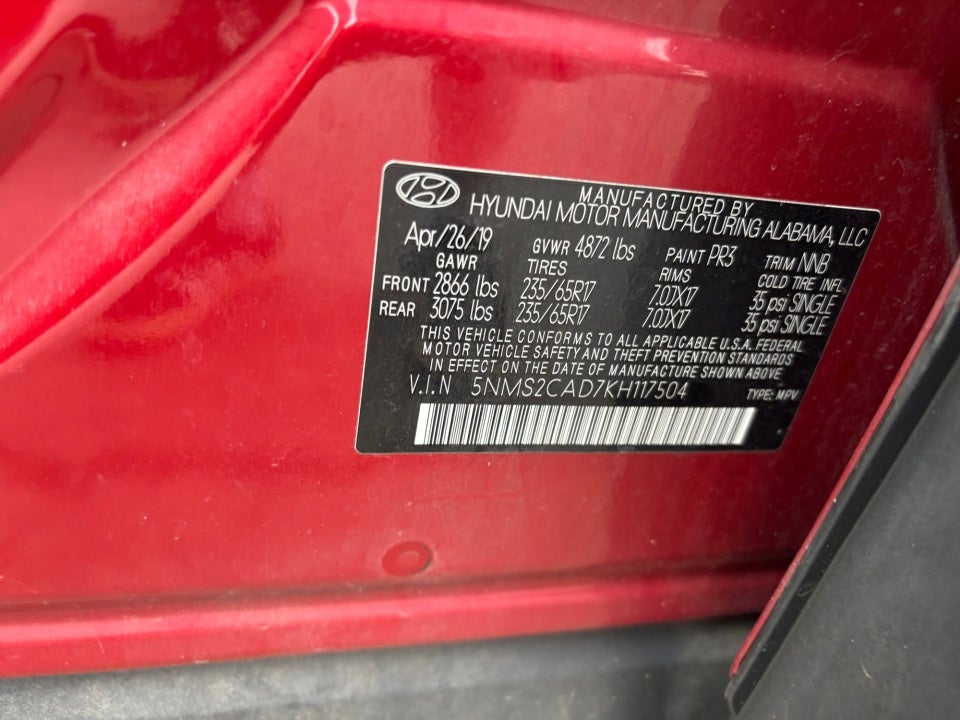 MANUFACTURED BY
HYUNDAI MOTOR MANUFACTURING ALABAMA, LLC
Apr/26/19 GVWR 4872 lbs PAINT PR3 TRIM NNB
GAWR TIRES RIMS COLD TIRE INFL
FRONT 2866 lbs 235/65R17 7.0JX17 35 psi SINGLE
REAR 3075 lbs 235/65R17 7.0JX17 35 psi SINGLE
THIS VEHICLE CONFORMS TO ALL APPLICABLE U.S.A. FEDERAL
MOTOR VEHICLE SAFETY AND THEFT PREVENTION STANDARDS
IN EFFECT ON THE DATE OF MANUFACTURE SHOWN ABOVE
V.I.N 5NMS2CAD7KH117504 TYPE: MPV